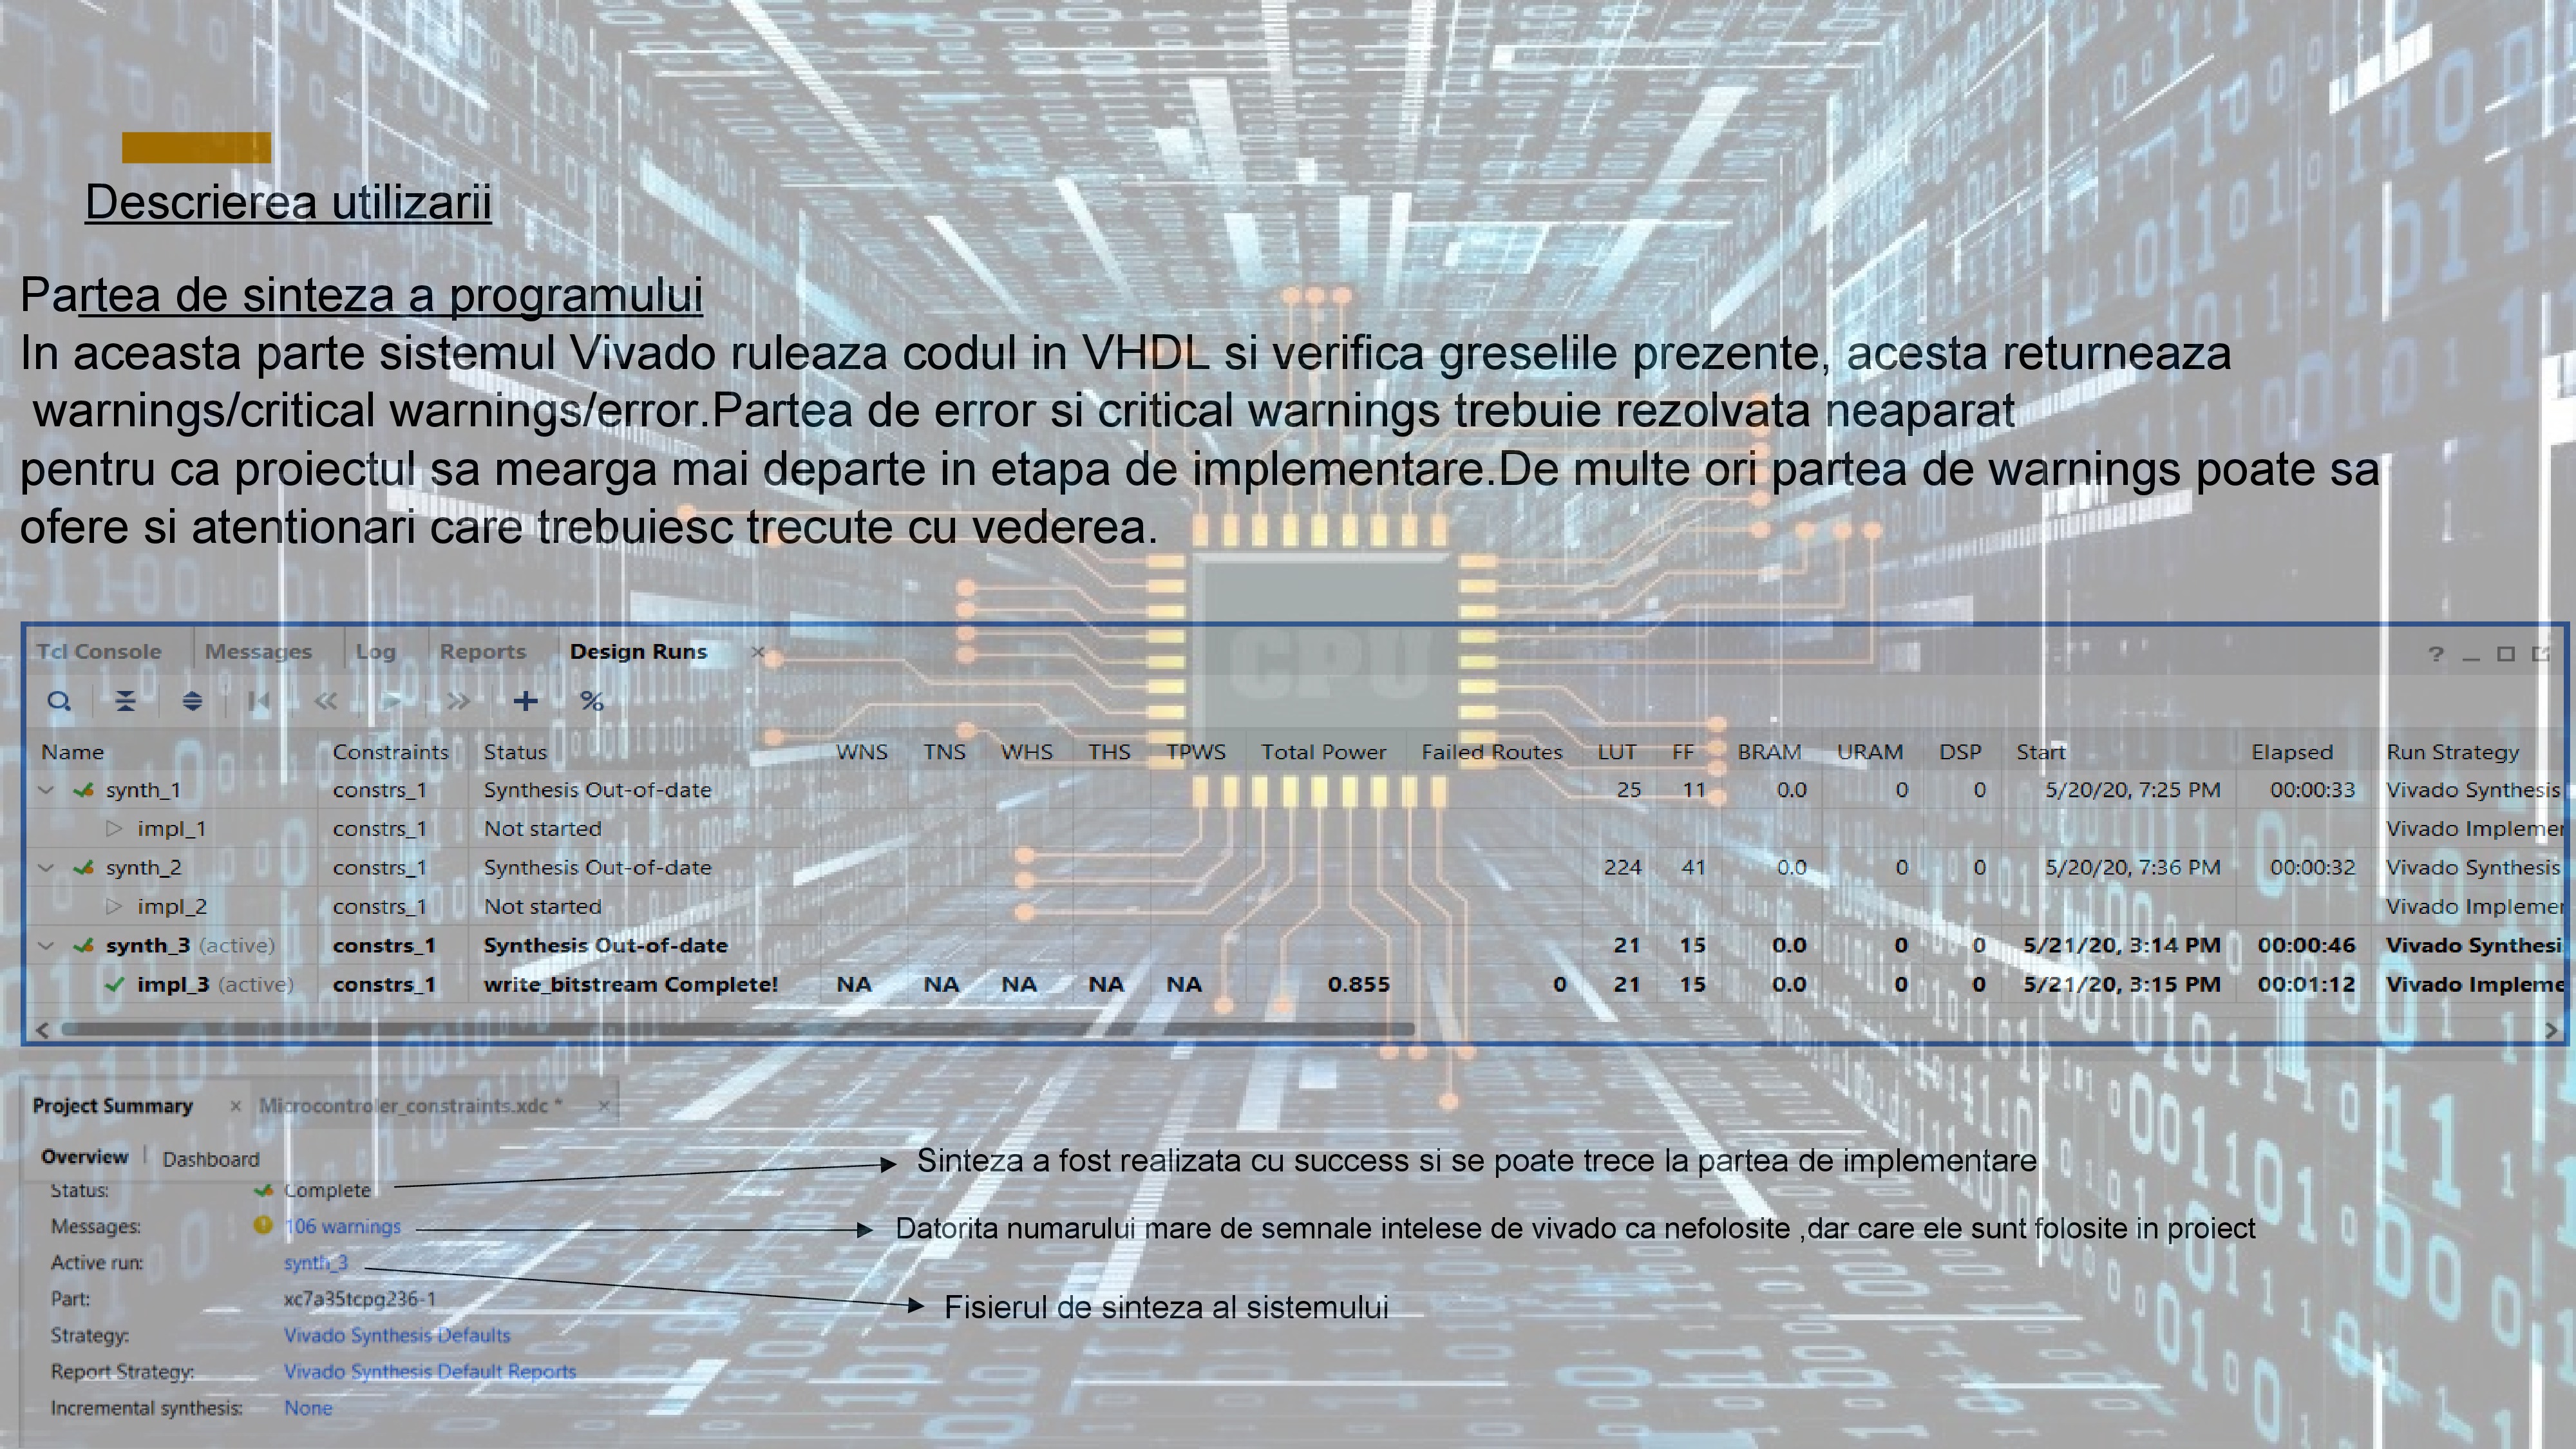 Descrierea utilizarii
Partea de sinteza a programului
In aceasta parte sistemul Vivado ruleaza codul in VHDL si verifica greselile prezente, acesta returneaza
warnings/critical warnings/error.Partea de error si critical warnings trebuie rezolvata neaparat
pentru ca proiectul sa mearga mai departe in etapa de implementare.De multe ori partea de warnings poate sa
ofere si atentionari care trebuiesc trecute cu vederea.
CPU
Tcl Console Messages Log Reports Design Runs
Name Constraints Status WNS TNS WHS THS TPWS Total Power Failed Routes LUT FF BRAM URAM DSP Start Elapsed Run Strategy
synth_1 constrs_1 Synthesis Out-of-date 25 11 0.0 0 0 5/20/20, 7:25 PM 00:00:33 Vivado Synthesis
impl_1 constrs_1 Not started Vivado Implemen
synth_2 constrs_1 Synthesis Out-of-date 224 41 0.0 0 0 5/20/20, 7:36 PM 00:00:32 Vivado Synthesis
impl_2 constrs_1 Not started Vivado Implemen
synth_3 (active) constrs_1 Synthesis Out-of-date 21 15 0.0 0 0 5/21/20, 3:14 PM 00:00:46 Vivado Synthesi
impl_3 (active) constrs_1 write_bitstream Complete! NA NA NA NA NA 0.855 0 21 15 0.0 0 0 5/21/20, 3:15 PM 00:01:12 Vivado Impleme
Project Summary Microcontroler_constraints.xdc *
Overview Dashboard
Status: Complete
Sinteza a fost realizata cu success si se poate trece la partea de implementare
Messages: 106 warnings
Datorita numarului mare de semnale intelese de vivado ca nefolosite ,dar care ele sunt folosite in proiect
Active run: synth_3
Fisierul de sinteza al sistemului
Part: xc7a35tcpg236-1
Strategy: Vivado Synthesis Defaults
Report Strategy: Vivado Synthesis Default Reports
Incremental synthesis: None